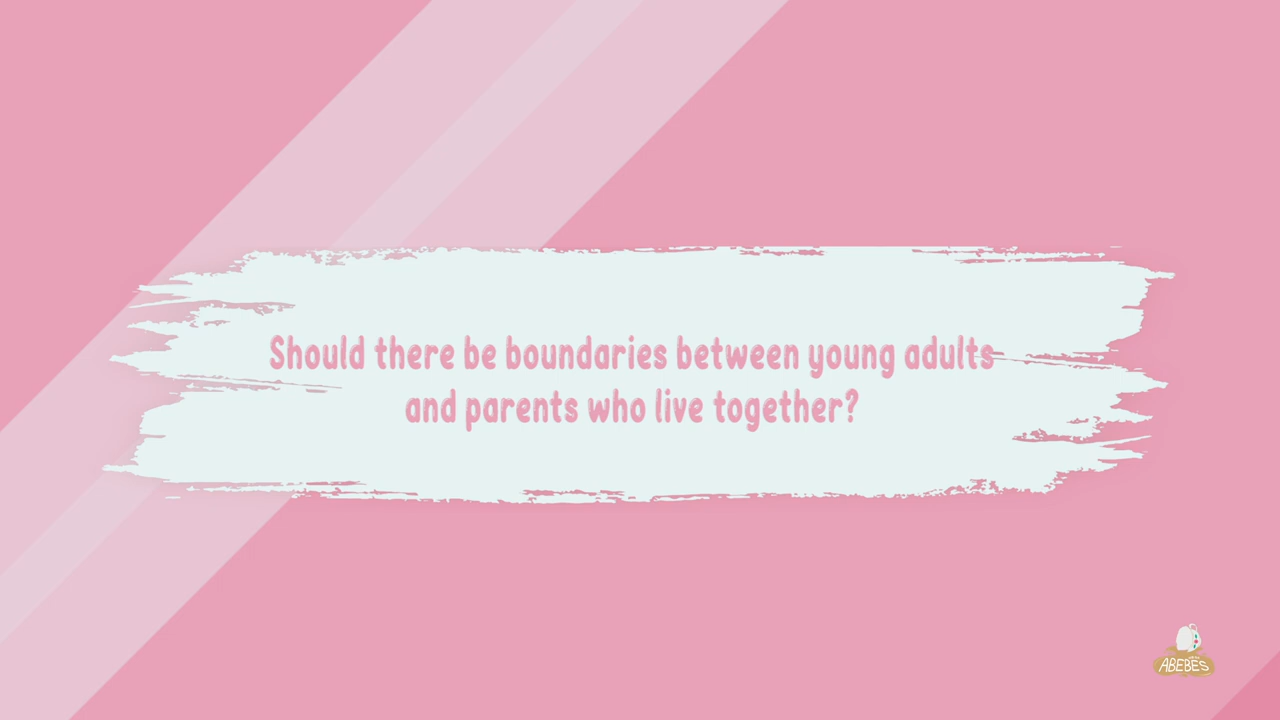 Should there be boundaries between young adults
and parents who live together?
ABEBES